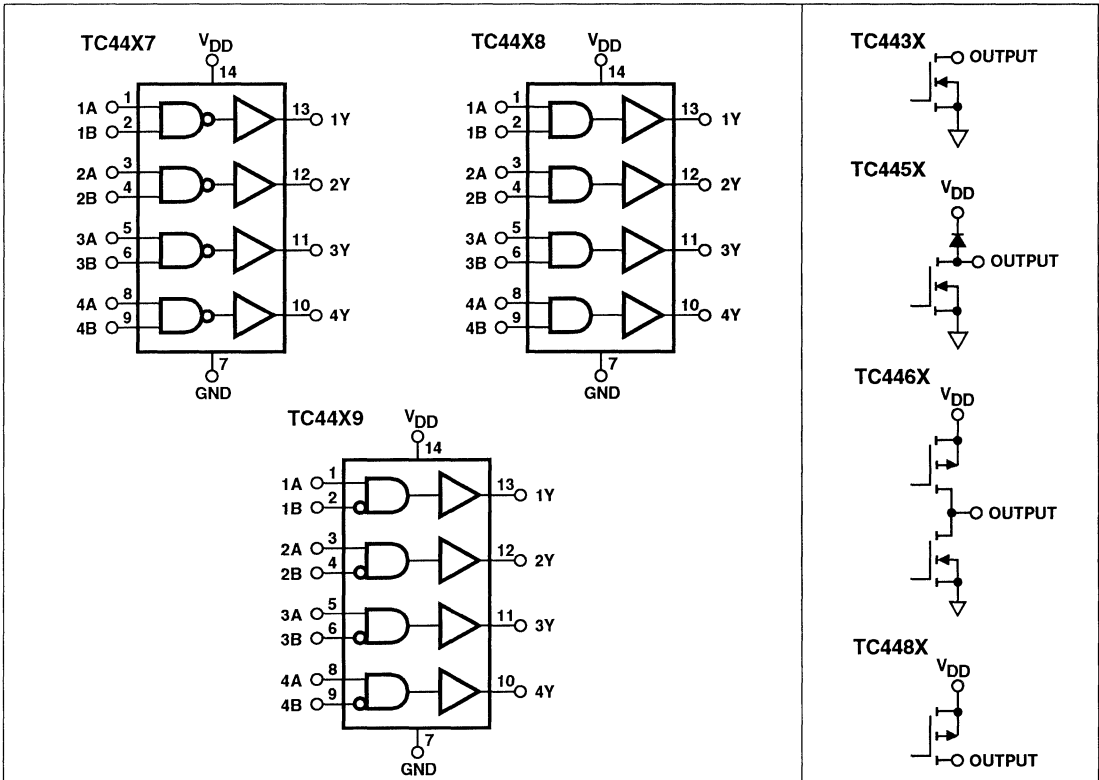 TC44X7
VDD
14
1A 1
1B 2
13 1Y
2A 3
2B 4
12 2Y
3A 5
3B 6
11 3Y
4A 8
4B 9
10 4Y
7
GND
TC44X8
VDD
14
1A 1
1B 2
13 1Y
2A 3
2B 4
12 2Y
3A 5
3B 6
11 3Y
4A 8
4B 9
10 4Y
7
GND
TC44X9
VDD
14
1A 1
1B 2
13 1Y
2A 3
2B 4
12 2Y
3A 5
3B 6
11 3Y
4A 8
4B 9
10 4Y
7
GND
TC443X
OUTPUT
TC445X
VDD
OUTPUT
TC446X
VDD
OUTPUT
TC448X
VDD
OUTPUT